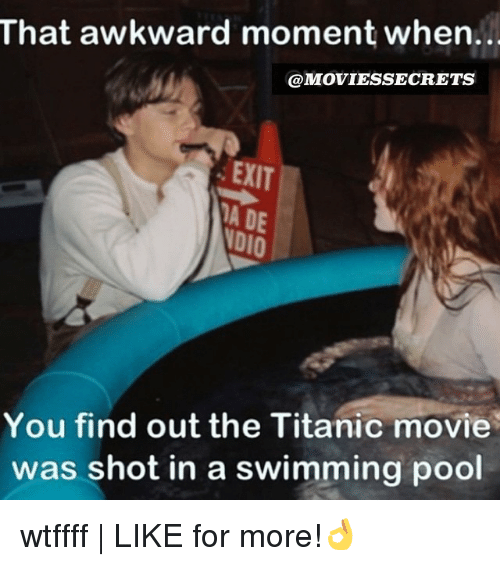 That awkward moment when...
@MOVIESSECRETS
EXIT
DA DE
NDIO
You find out the Titanic movie
was shot in a swimming pool
wtffff | LIKE for more!👌